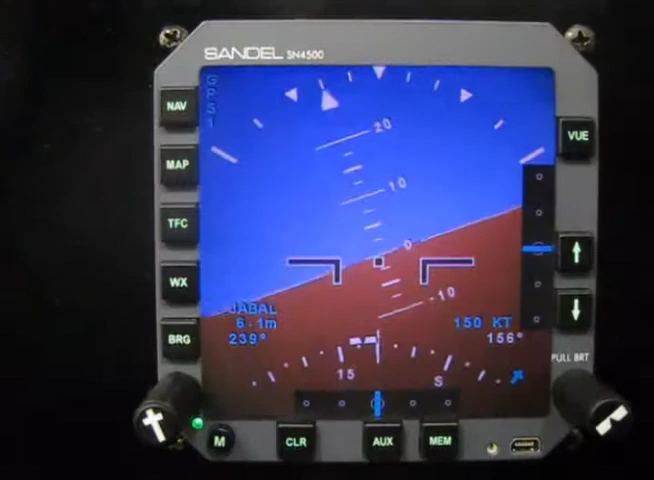 SANDEL SN4500
GPS1
NAV
MAP
TFC
WX
BRG
VUE
20
10
0
-10
JABAL
6.1m
239°
150 KT
156°
15
S
PULL BRT
M
CLR
AUX
MEM